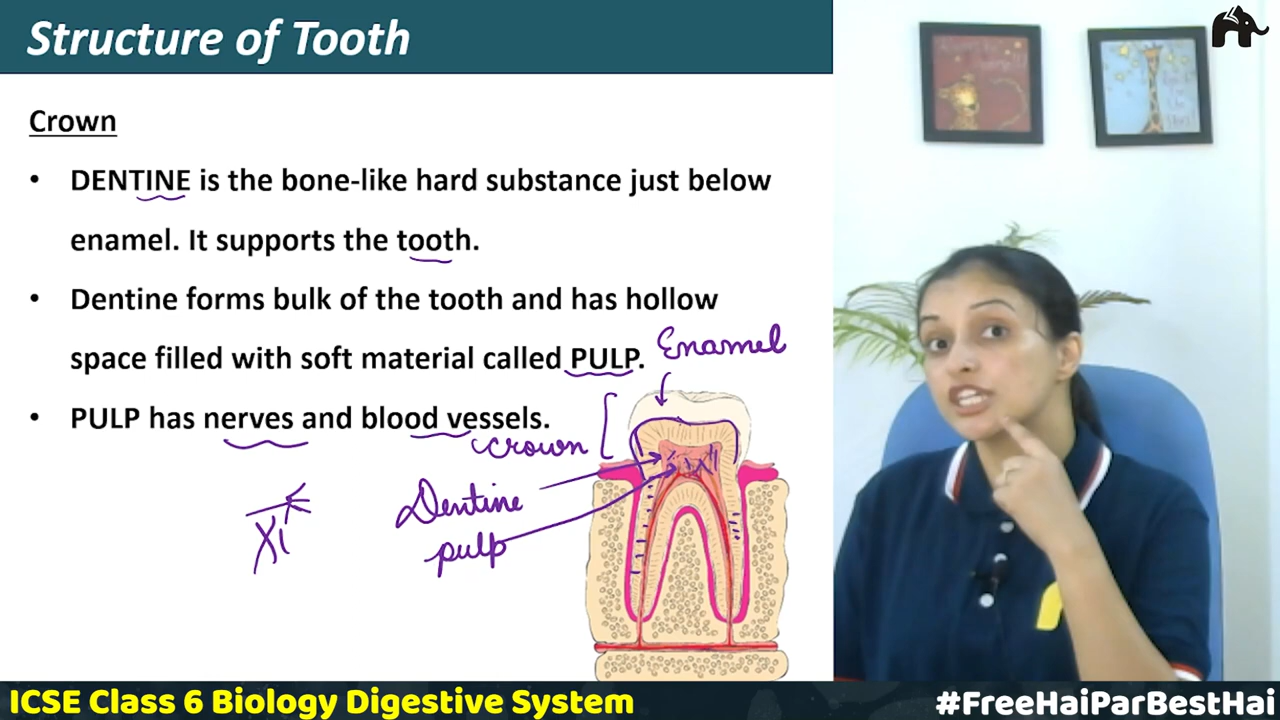 Structure of Tooth
Crown
• DENTINE is the bone-like hard substance just below
enamel. It supports the tooth.
• Dentine forms bulk of the tooth and has hollow
space filled with soft material called PULP.
• PULP has nerves and blood vessels.
Enamel
crown
Dentine
pulp
ICSE Class 6 Biology Digestive System
#FreeHaiParBestHai